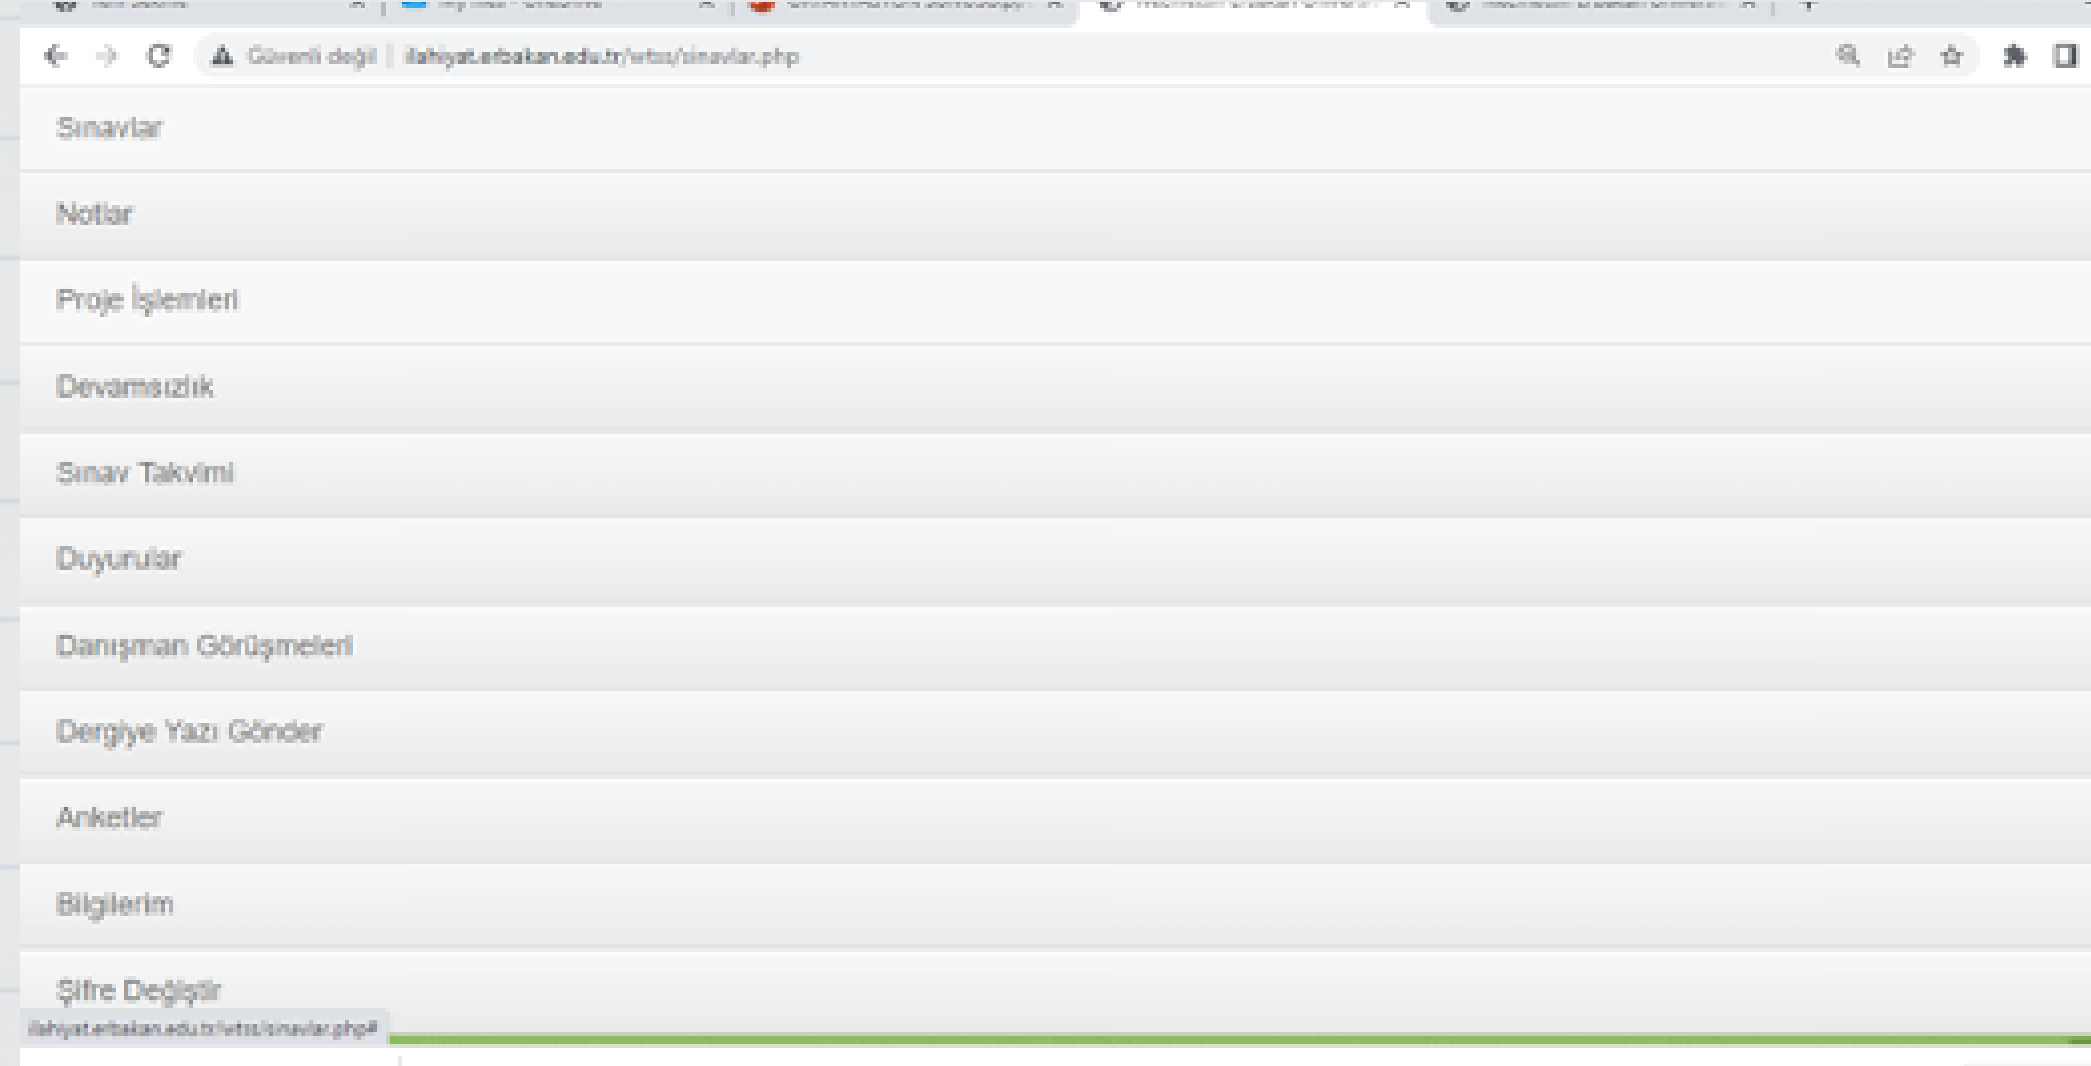 Güvenli değil
ilahiyat.erbakan.edu.tr/wtss/sinavlar.php
Sınavlar
Notlar
Proje İşlemleri
Devamsızlık
Sınav Takvimi
Duyurular
Danışman Görüşmeleri
Dergiye Yazı Gönder
Anketler
Bilgilerim
Şifre Değiştir
ilahiyat.erbakan.edu.tr/wtss/sinavlar.php#